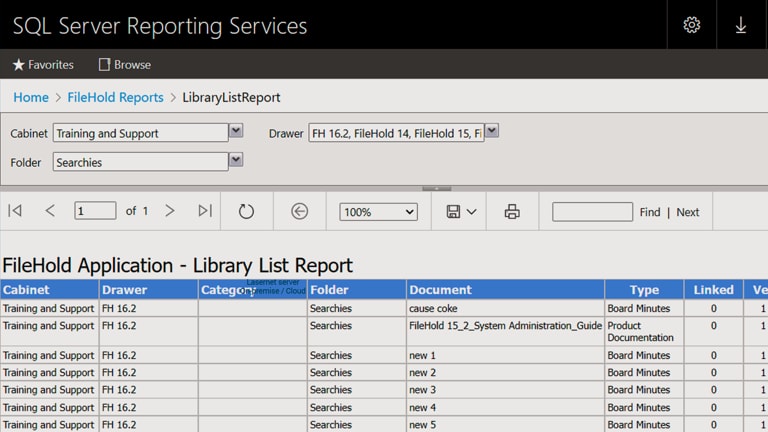 SQL Server Reporting Services
Favorites Browse
Home > FileHold Reports > LibraryListReport
Cabinet Training and Support Drawer FH 16.2, FileHold 14, FileHold 15, Fi
Folder Searchies
1 of 1 100% Find | Next
FileHold Application - Library List Report
Lasernet server
Cabinet Drawer Category Folder Document Type Linked Ve
premise / Cloud
Training and Support FH 16.2 Searchies cause coke Board Minutes 0 1
Training and Support FH 16.2 Searchies FileHold 15_2_System Administration_Guide Product 0 1
Documentation
Training and Support FH 16.2 Searchies new 1 Board Minutes 0 1
Training and Support FH 16.2 Searchies new 2 Board Minutes 0 1
Training and Support FH 16.2 Searchies new 3 Board Minutes 0 1
Training and Support FH 16.2 Searchies new 4 Board Minutes 0 1
Training and Support FH 16.2 Searchies new 5 Board Minutes 0 1